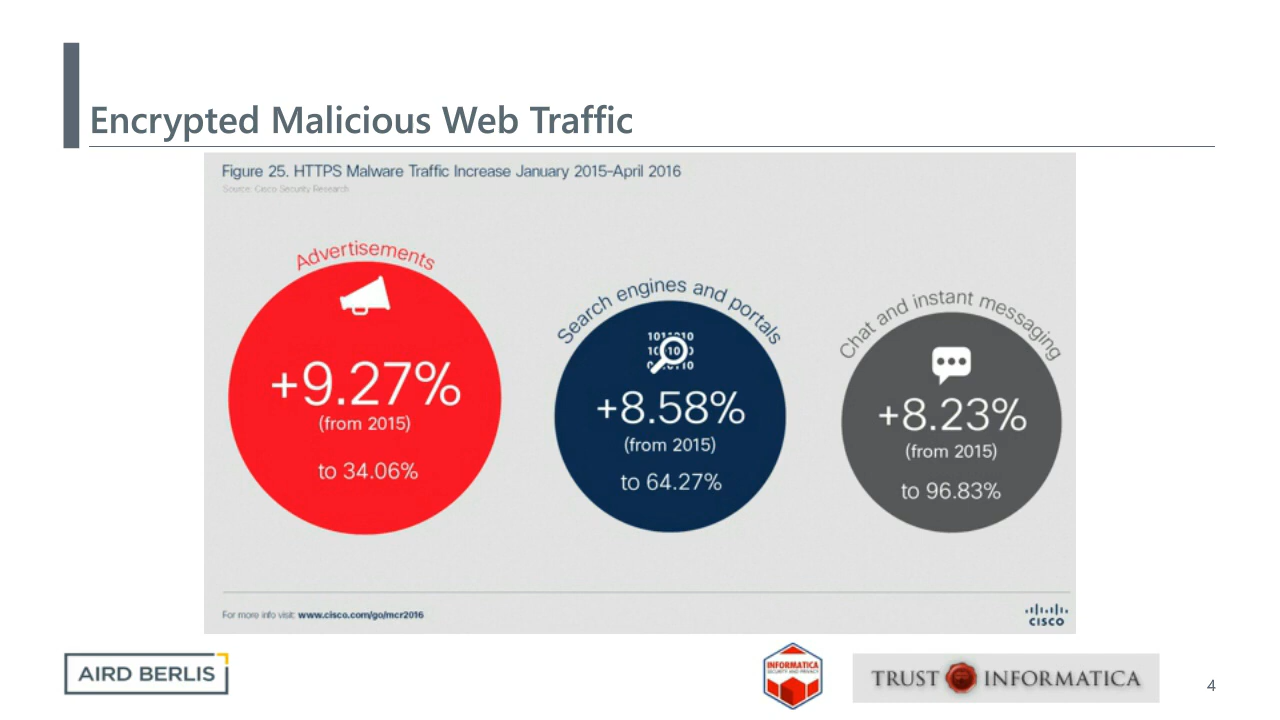 Encrypted Malicious Web Traffic
Figure 25. HTTPS Malware Traffic Increase January 2015–April 2016
Source: Cisco Security Research
Advertisements
+9.27%
(from 2015)
to 34.06%
Search engines and portals
+8.58%
(from 2015)
to 64.27%
Chat and instant messaging
+8.23%
(from 2015)
to 96.83%
For more info visit: www.cisco.com/go/mcr2016
CISCO
AIRD BERLIS
INFORMATICA
SECURITY AND PRIVACY
TRUST INFORMATICA
4